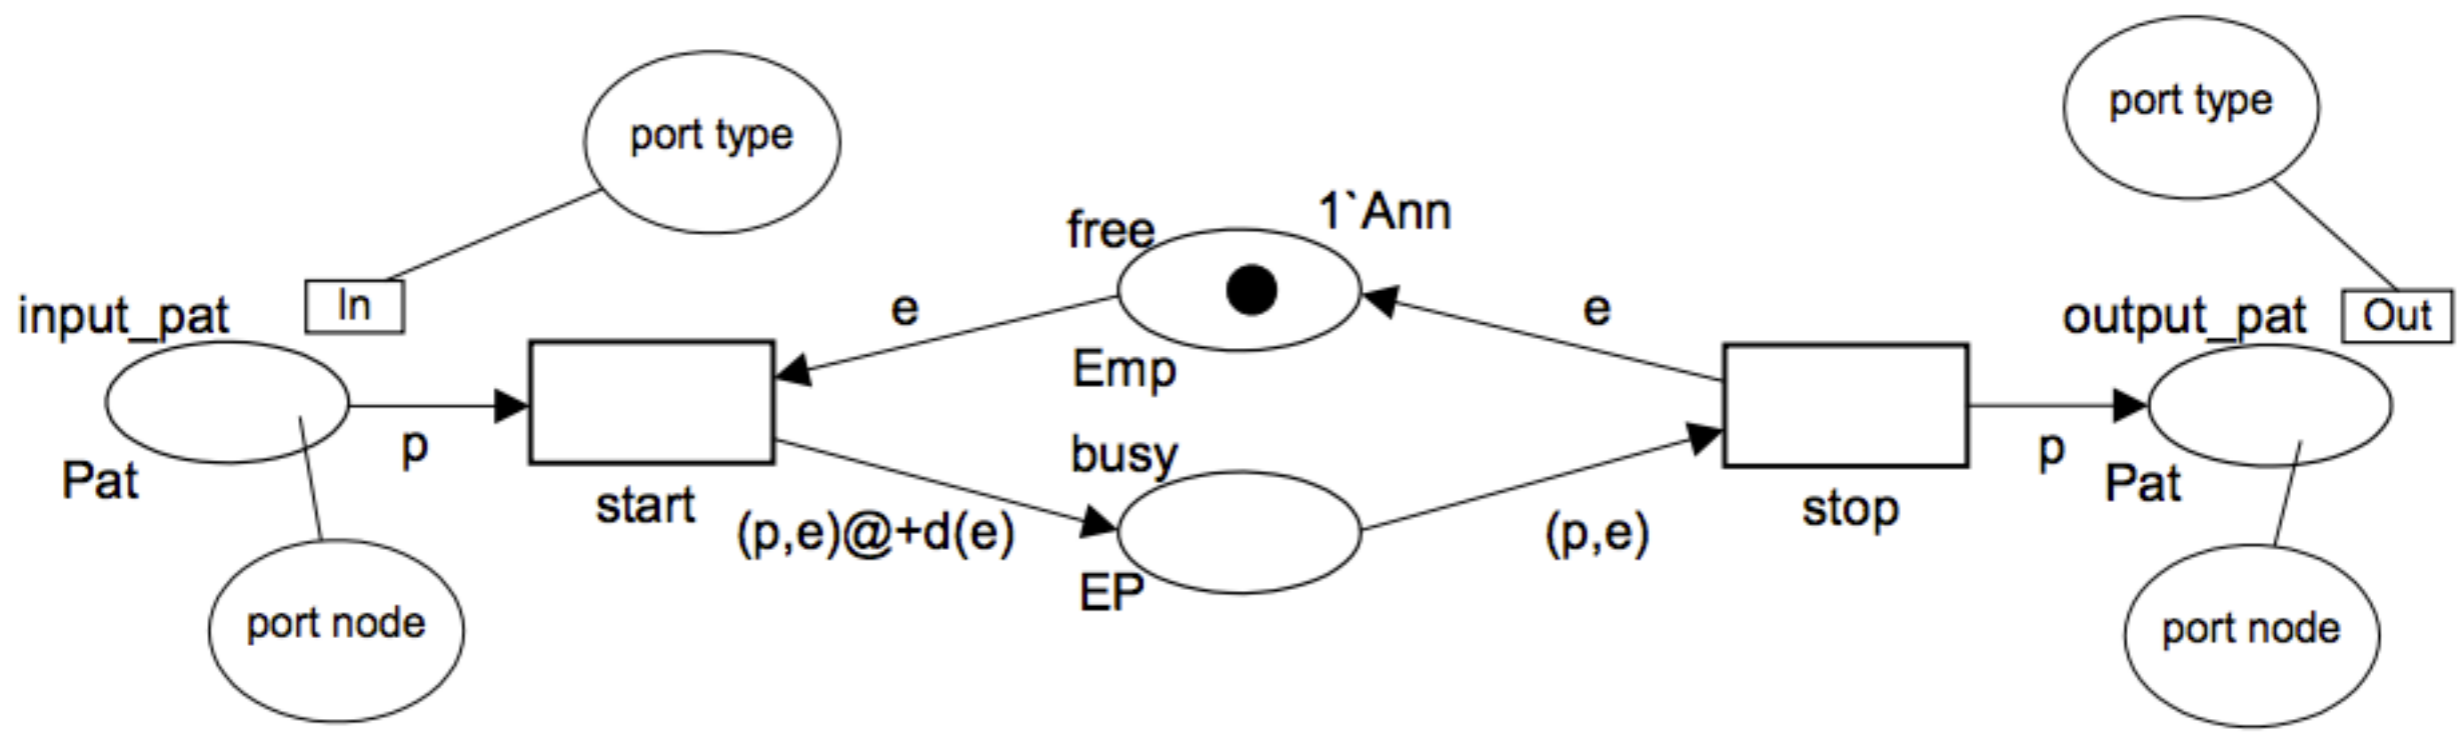 port type
port type
1`Ann
free
In
e
e
input_pat
output_pat
Out
Emp
p
busy
p
Pat
Pat
start
stop
(p,e)@+d(e)
(p,e)
EP
port node
port node